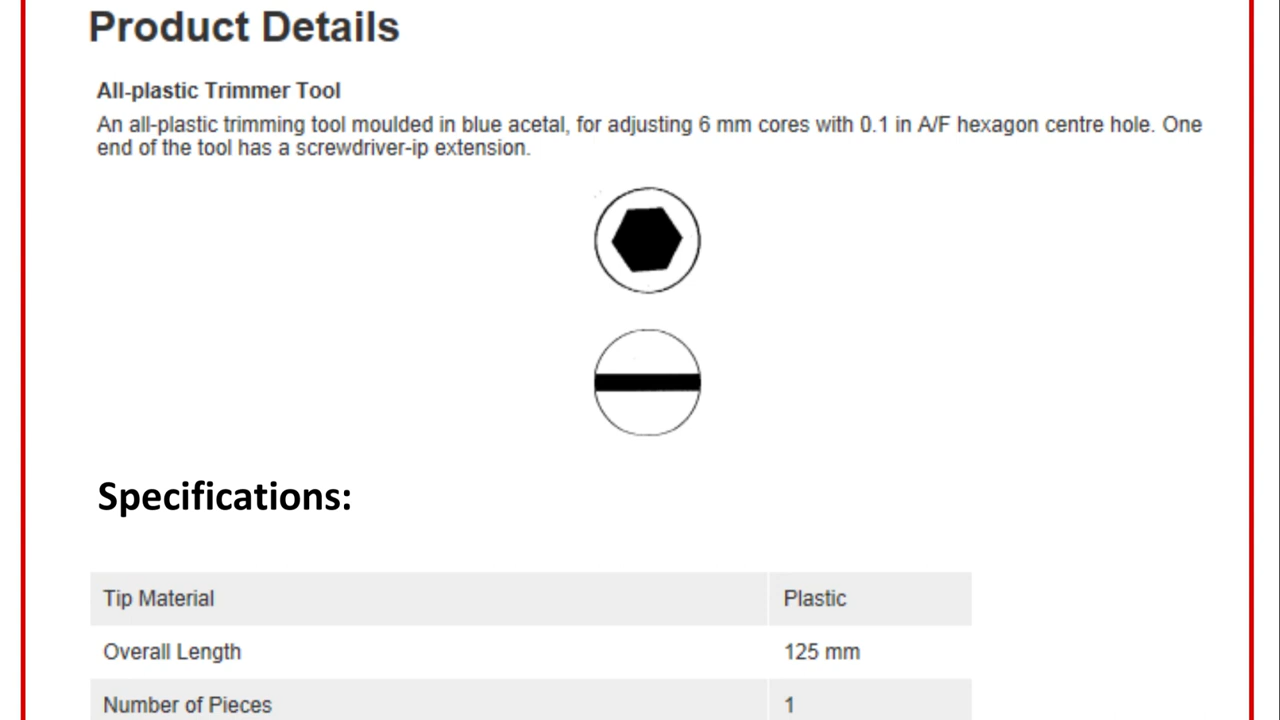 Product Details
All-plastic Trimmer Tool
An all-plastic trimming tool moulded in blue acetal, for adjusting 6 mm cores with 0.1 in A/F hexagon centre hole. One
end of the tool has a screwdriver-ip extension.
Specifications:
Tip Material Plastic
Overall Length 125 mm
Number of Pieces 1